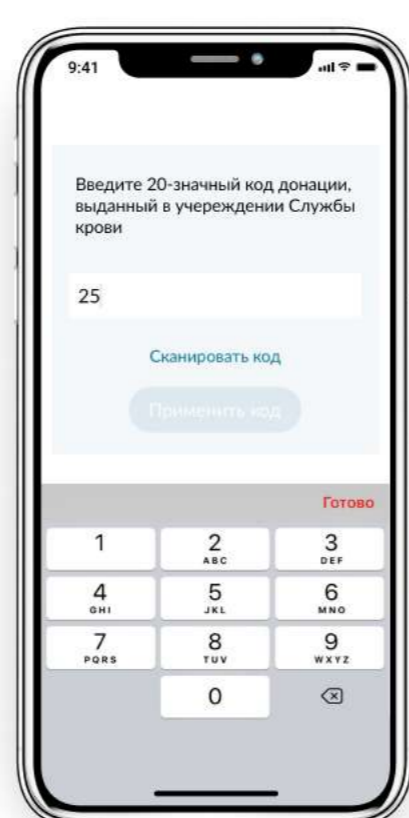 9:41
Введите 20-значный код донации,
выданный в учереждении Службы
крови
25
Сканировать код
Применить код
Готово
1 2 3
ABC DEF
4 5 6
GHI JKL MNO
7 8 9
PQRS TUV WXYZ
0